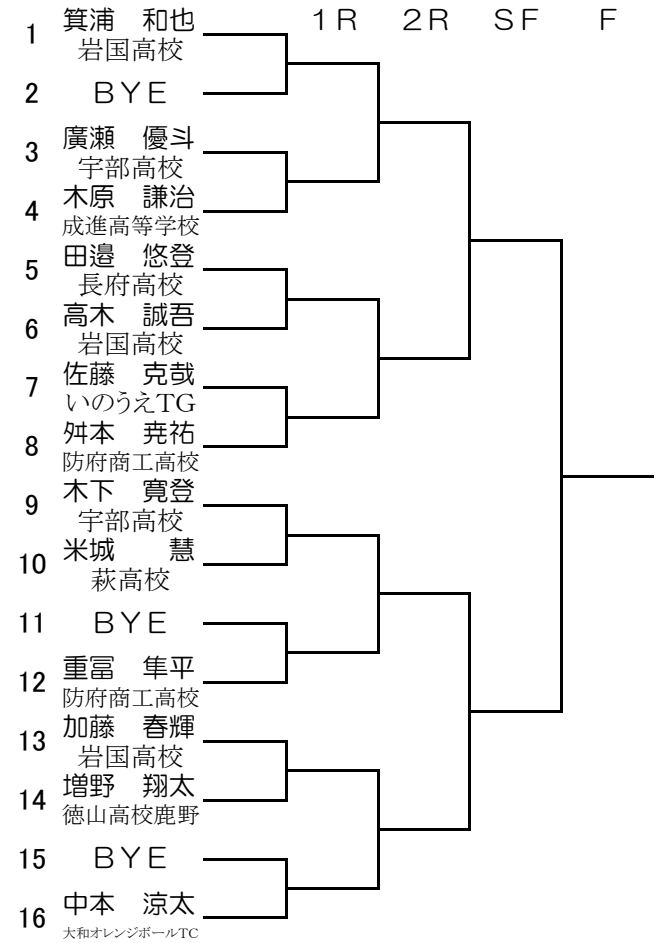 １Ｒ ２Ｒ ＳＦ Ｆ
1 箕浦 和也
岩国高校
2 ＢＹＥ
3 廣瀬 優斗
宇部高校
4 木原 謙治
成進高等学校
5 田邉 悠登
長府高校
6 高木 誠吾
岩国高校
7 佐藤 克哉
いのうえTG
8 舛本 尭祐
防府商工高校
9 木下 寛登
宇部高校
10 米城 慧
萩高校
11 ＢＹＥ
12 重冨 隼平
防府商工高校
13 加藤 春輝
岩国高校
14 増野 翔太
徳山高校鹿野
15 ＢＹＥ
16 中本 涼太
大和オレンジボールTC